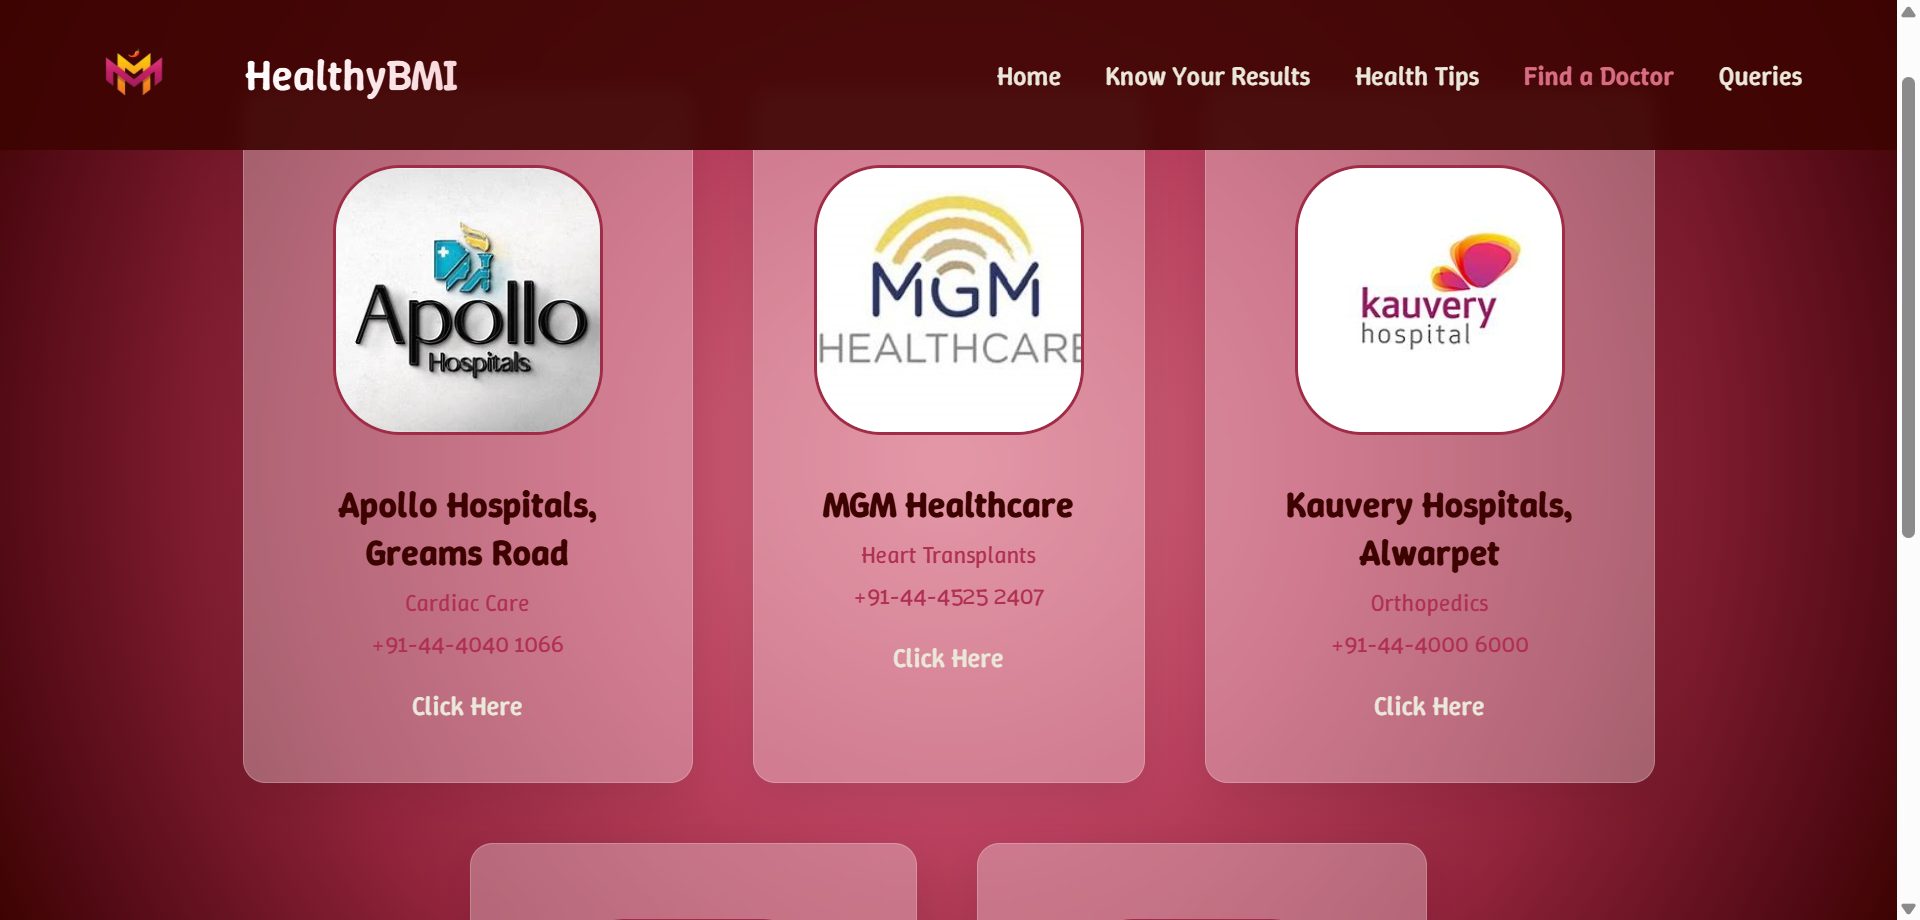 HealthyBMI
Home
Know Your Results
Health Tips
Find a Doctor
Queries
Apollo
Hospitals
Apollo Hospitals,
Greams Road
Cardiac Care
+91-44-4040 1066
Click Here
MGM
HEALTHCARE
MGM Healthcare
Heart Transplants
+91-44-4525 2407
Click Here
kauvery
hospital
Kauvery Hospitals,
Alwarpet
Orthopedics
+91-44-4000 6000
Click Here